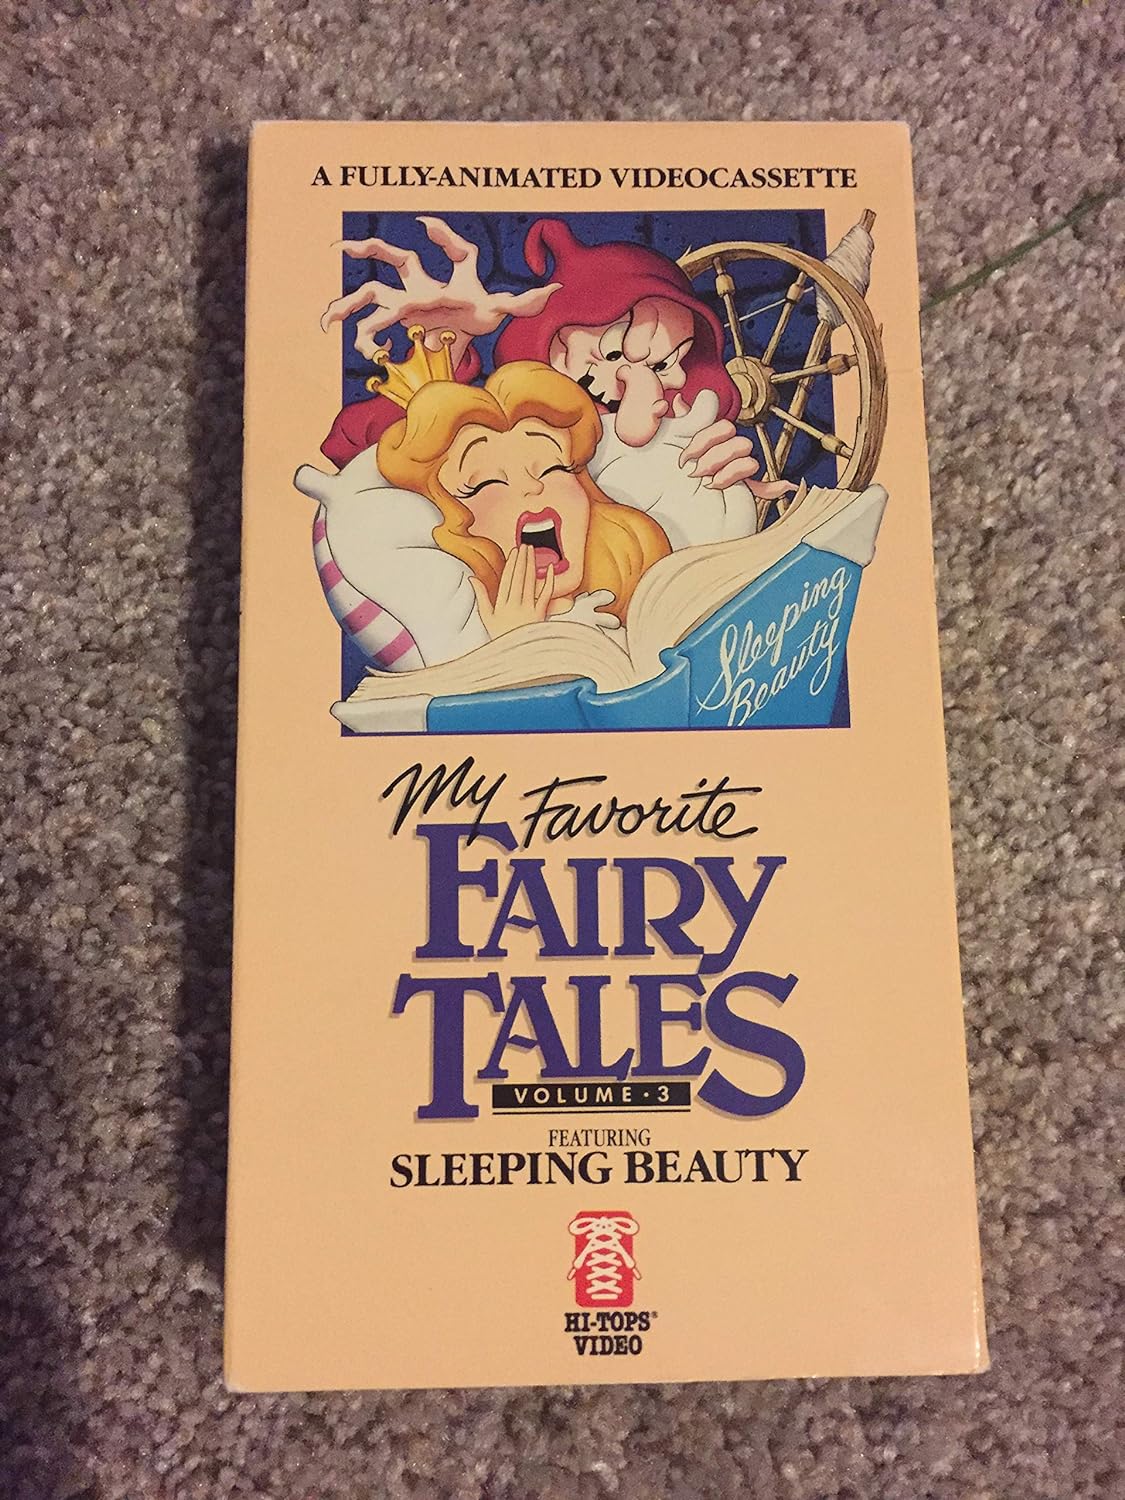 A FULLY-ANIMATED VIDEOCASSETTE
Sleeping
Beauty
My Favorite
FAIRY
TALES
VOLUME · 3
FEATURING
SLEEPING BEAUTY
HI-TOPS®
VIDEO